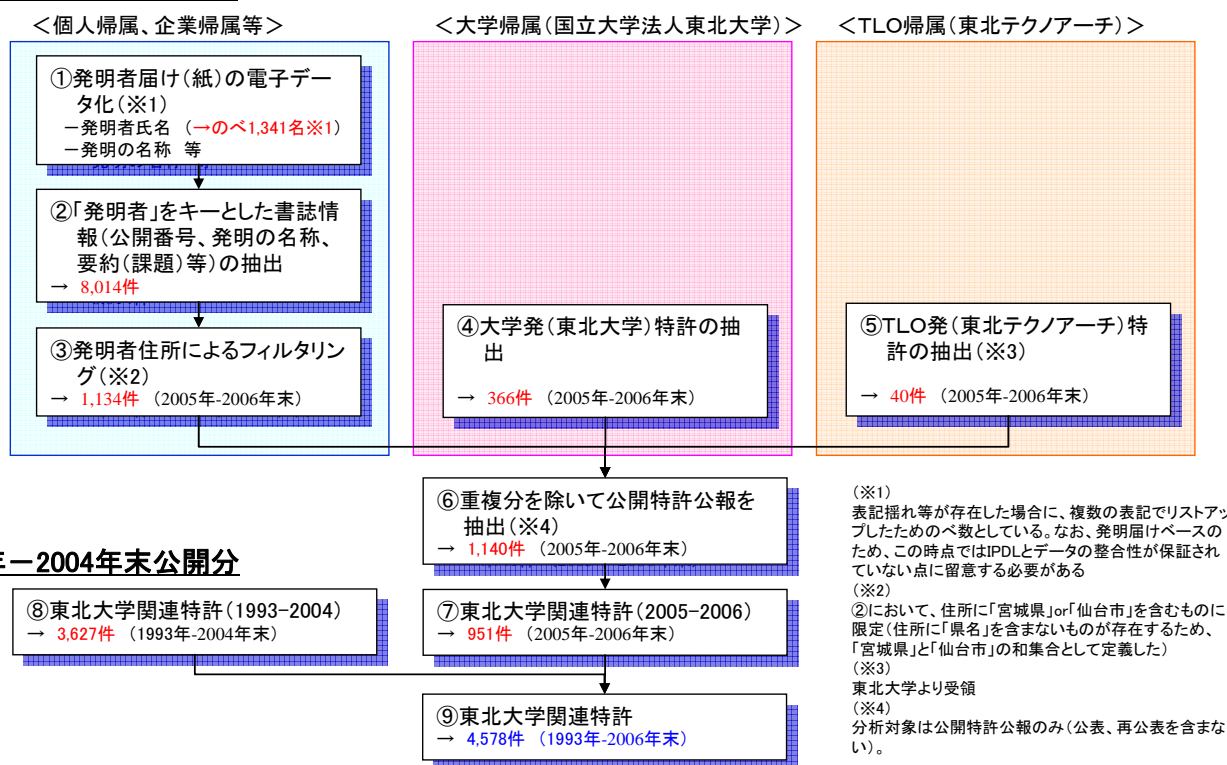 ＜個人帰属、企業帰属等＞
＜大学帰属（国立大学法人東北大学）＞
＜TLO帰属（東北テクノアーチ）＞
①発明者届け（紙）の電子デー
タ化（※1）
－発明者氏名 （→のべ1,341名※1）
－発明の名称 等
②「発明者」をキーとした書誌情
報（公開番号、発明の名称、
要約（課題）等）の抽出
→ 8,014件
③発明者住所によるフィルタリン
グ（※2）
→ 1,134件 （2005年-2006年末）
④大学発（東北大学）特許の抽
出
→ 366件 （2005年-2006年末）
⑤TLO発（東北テクノアーチ）特
許の抽出（※3）
→ 40件 （2005年-2006年末）
⑥重複分を除いて公開特許公報を
抽出（※4）
→ 1,140件 （2005年-2006年末）
－2004年末公開分
⑧東北大学関連特許（1993-2004）
→ 3,627件 （1993年-2004年末）
⑦東北大学関連特許（2005-2006）
→ 951件 （2005年-2006年末）
⑨東北大学関連特許
→ 4,578件 （1993年-2006年末）
（※1）
表記揺れ等が存在した場合に、複数の表記でリストアッ
プしたためのべ数としている。なお、発明届けベースの
ため、この時点ではIPDLとデータの整合性が保証され
ていない点に留意する必要がある
（※2）
②において、住所に「宮城県」or「仙台市」を含むものに
限定（住所に「県名」を含まないものが存在するため、
「宮城県」と「仙台市」の和集合として定義した）
（※3）
東北大学より受領
（※4）
分析対象は公開特許公報のみ（公表、再公表を含まな
い）。